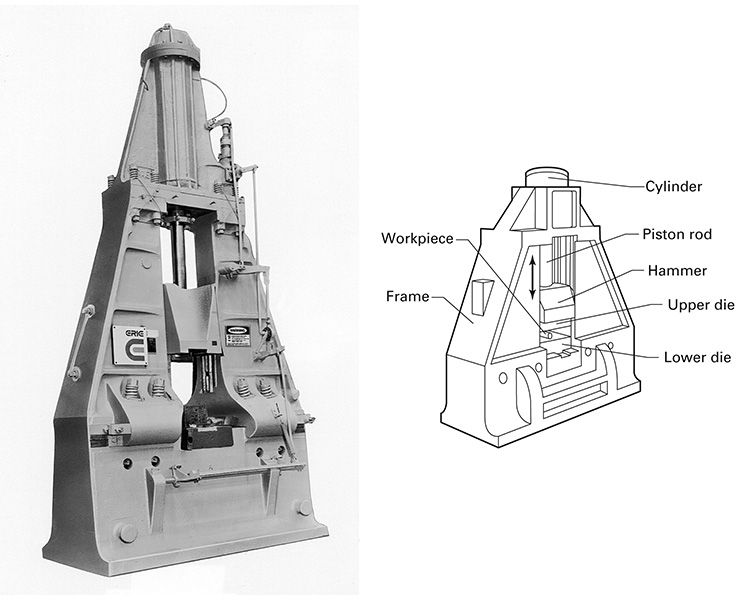 ERIE
Cylinder
Piston rod
Workpiece
Hammer
Frame
Upper die
Lower die